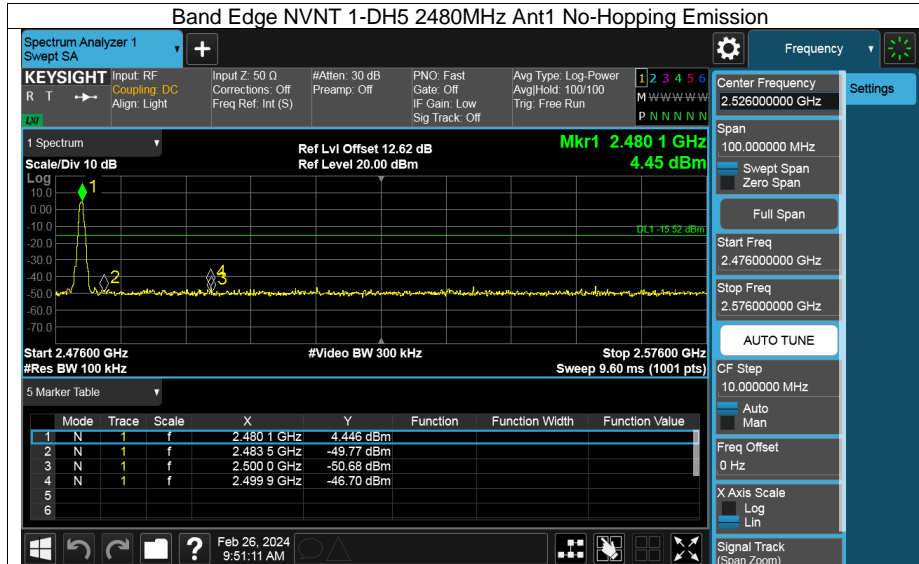 Band Edge NVNT 1-DH5 2480MHz Ant1 No-Hopping Emission
Spectrum Analyzer 1
Swept SA
+
Frequency
KEYSIGHT
R T
LXI
Input: RF
Coupling: DC
Align: Light
Input Z: 50 Ω
Corrections: Off
Freq Ref: Int (S)
#Atten: 30 dB
Preamp: Off
PNO: Fast
Gate: Off
IF Gain: Low
Sig Track: Off
Avg Type: Log-Power
Avg|Hold: 100/100
Trig: Free Run
1 2 3 4 5 6
M W W W W W
P N N N N N
1 Spectrum
Scale/Div 10 dB
Ref Lvl Offset 12.62 dB
Ref Level 20.00 dBm
Mkr1 2.480 1 GHz
4.45 dBm
Log
10.0
0.00
-10.0
-20.0
-30.0
-40.0
-50.0
-60.0
-70.0
1
2
4
3
DL1 -15.52 dBm
Start 2.47600 GHz
#Res BW 100 kHz
#Video BW 300 kHz
Stop 2.57600 GHz
Sweep 9.60 ms (1001 pts)
5 Marker Table
Mode Trace Scale X Y Function Function Width Function Value
1 N 1 f 2.480 1 GHz 4.446 dBm
2 N 1 f 2.483 5 GHz -49.77 dBm
3 N 1 f 2.500 0 GHz -50.68 dBm
4 N 1 f 2.499 9 GHz -46.70 dBm
5
6
?
Feb 26, 2024
9:51:11 AM
Center Frequency
2.526000000 GHz
Span
100.000000 MHz
Swept Span
Zero Span
Full Span
Start Freq
2.476000000 GHz
Stop Freq
2.576000000 GHz
AUTO TUNE
CF Step
10.000000 MHz
Auto
Man
Freq Offset
0 Hz
X Axis Scale
Log
Lin
Signal Track
(Span Zoom)
Settings